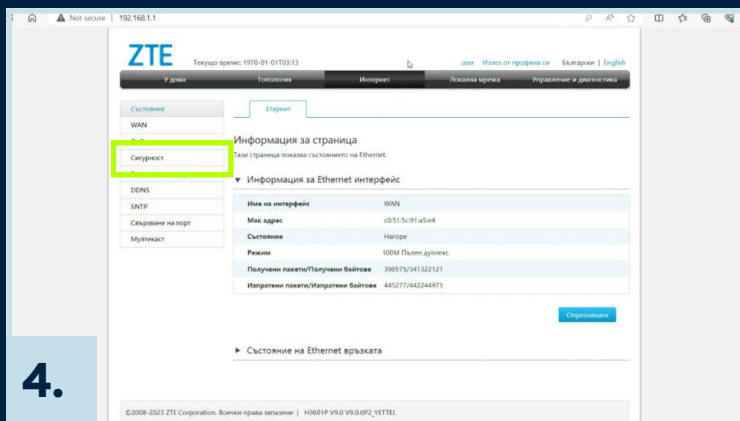 Not secure | 192.168.1.1
ZTE
Текущо време: 1970-01-01T03:13
user Излез от профила си Български | English
У дома Топология Интернет Локална мрежа Управление и диагностика
Състояние
Етернет
WAN
Информация за страница
Сигурност
Тази страница показва състоянието на Ethernet.
Информация за Ethernet интерфейс
DDNS
SNTP
Свързване на порт
Мултикаст
Име на интерфейс WAN
Мак адрес c0:51:5c:91:a5:e4
Състояние Нагоре
Режим 100M Пълен дуплекс
Получени пакети/Получени байтове 396575/341322121
Изпратени пакети/Изпратени байтове 445277/442244973
Опресняване
Състояние на Ethernet връзката
4.
©2008-2023 ZTE Corporation. Всички права запазени | H3601P V9.0 V9.0.0P2_YETTEL